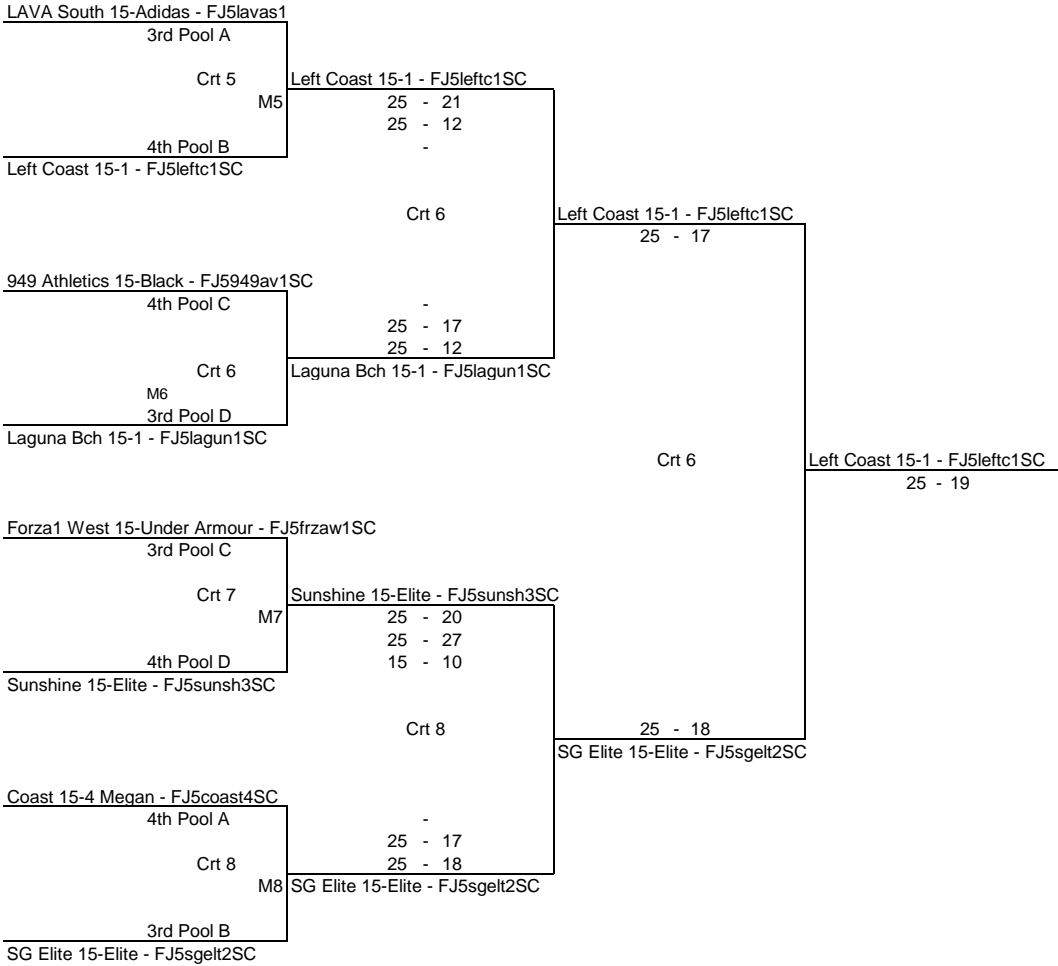 LAVA South 15-Adidas - FJ5lavas1
3rd Pool A
Crt 5
Left Coast 15-1 - FJ5leftc1SC
M5
25 - 21
25 - 12
4th Pool B
-
Left Coast 15-1 - FJ5leftc1SC
Crt 6
Left Coast 15-1 - FJ5leftc1SC
25 - 17
949 Athletics 15-Black - FJ5949av1SC
4th Pool C
-
25 - 17
25 - 12
Crt 6
Laguna Bch 15-1 - FJ5lagun1SC
M6
3rd Pool D
Laguna Bch 15-1 - FJ5lagun1SC
Crt 6
Left Coast 15-1 - FJ5leftc1SC
25 - 19
Forza1 West 15-Under Armour - FJ5frzaw1SC
3rd Pool C
Crt 7
Sunshine 15-Elite - FJ5sunsh3SC
M7
25 - 20
25 - 27
4th Pool D
15 - 10
Sunshine 15-Elite - FJ5sunsh3SC
Crt 8
25 - 18
SG Elite 15-Elite - FJ5sgelt2SC
Coast 15-4 Megan - FJ5coast4SC
4th Pool A
-
25 - 17
Crt 8
25 - 18
M8
SG Elite 15-Elite - FJ5sgelt2SC
3rd Pool B
SG Elite 15-Elite - FJ5sgelt2SC